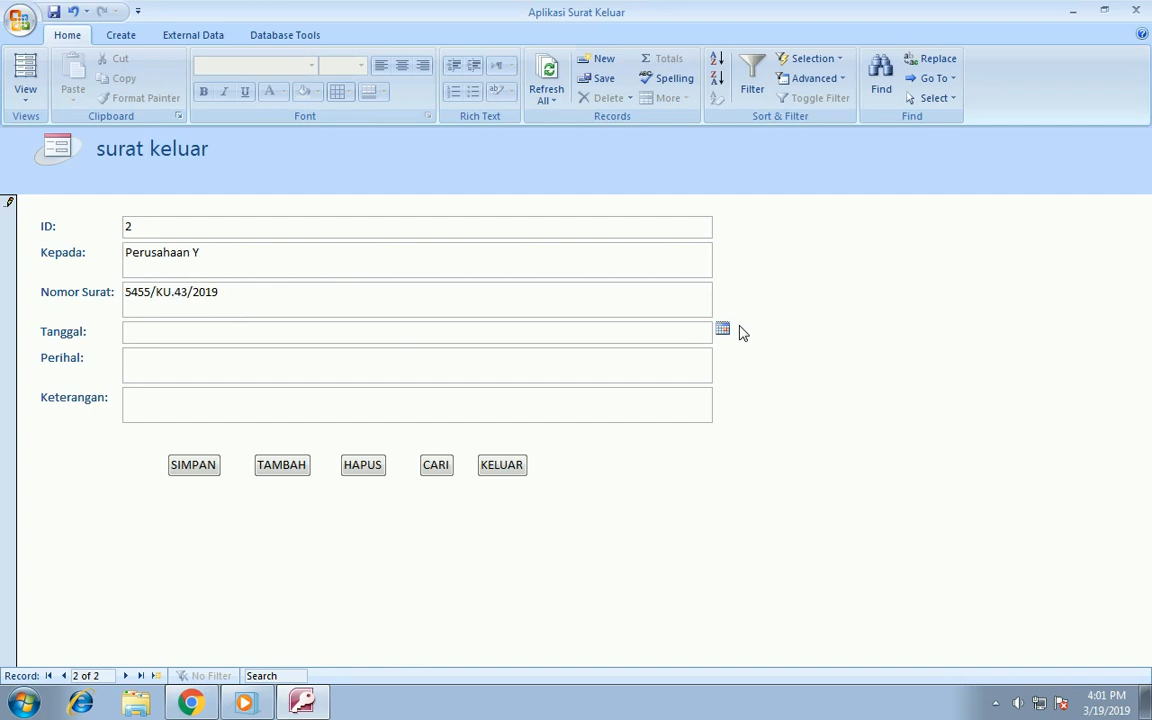 Aplikasi Surat Keluar
Home Create External Data Database Tools
View
Views
Paste
Cut
Copy
Format Painter
Clipboard
B I U A
Font
Rich Text
Refresh All
New
Save
Delete
Totals
Spelling
More
Records
Filter
Selection
Advanced
Toggle Filter
Sort & Filter
Find
Replace
Go To
Select
Find
surat keluar
ID: 2
Kepada: Perusahaan Y
Nomor Surat: 5455/KU.43/2019
Tanggal:
Perihal:
Keterangan:
SIMPAN TAMBAH HAPUS CARI KELUAR
Record: 2 of 2 No Filter Search
4:01 PM
3/19/2019